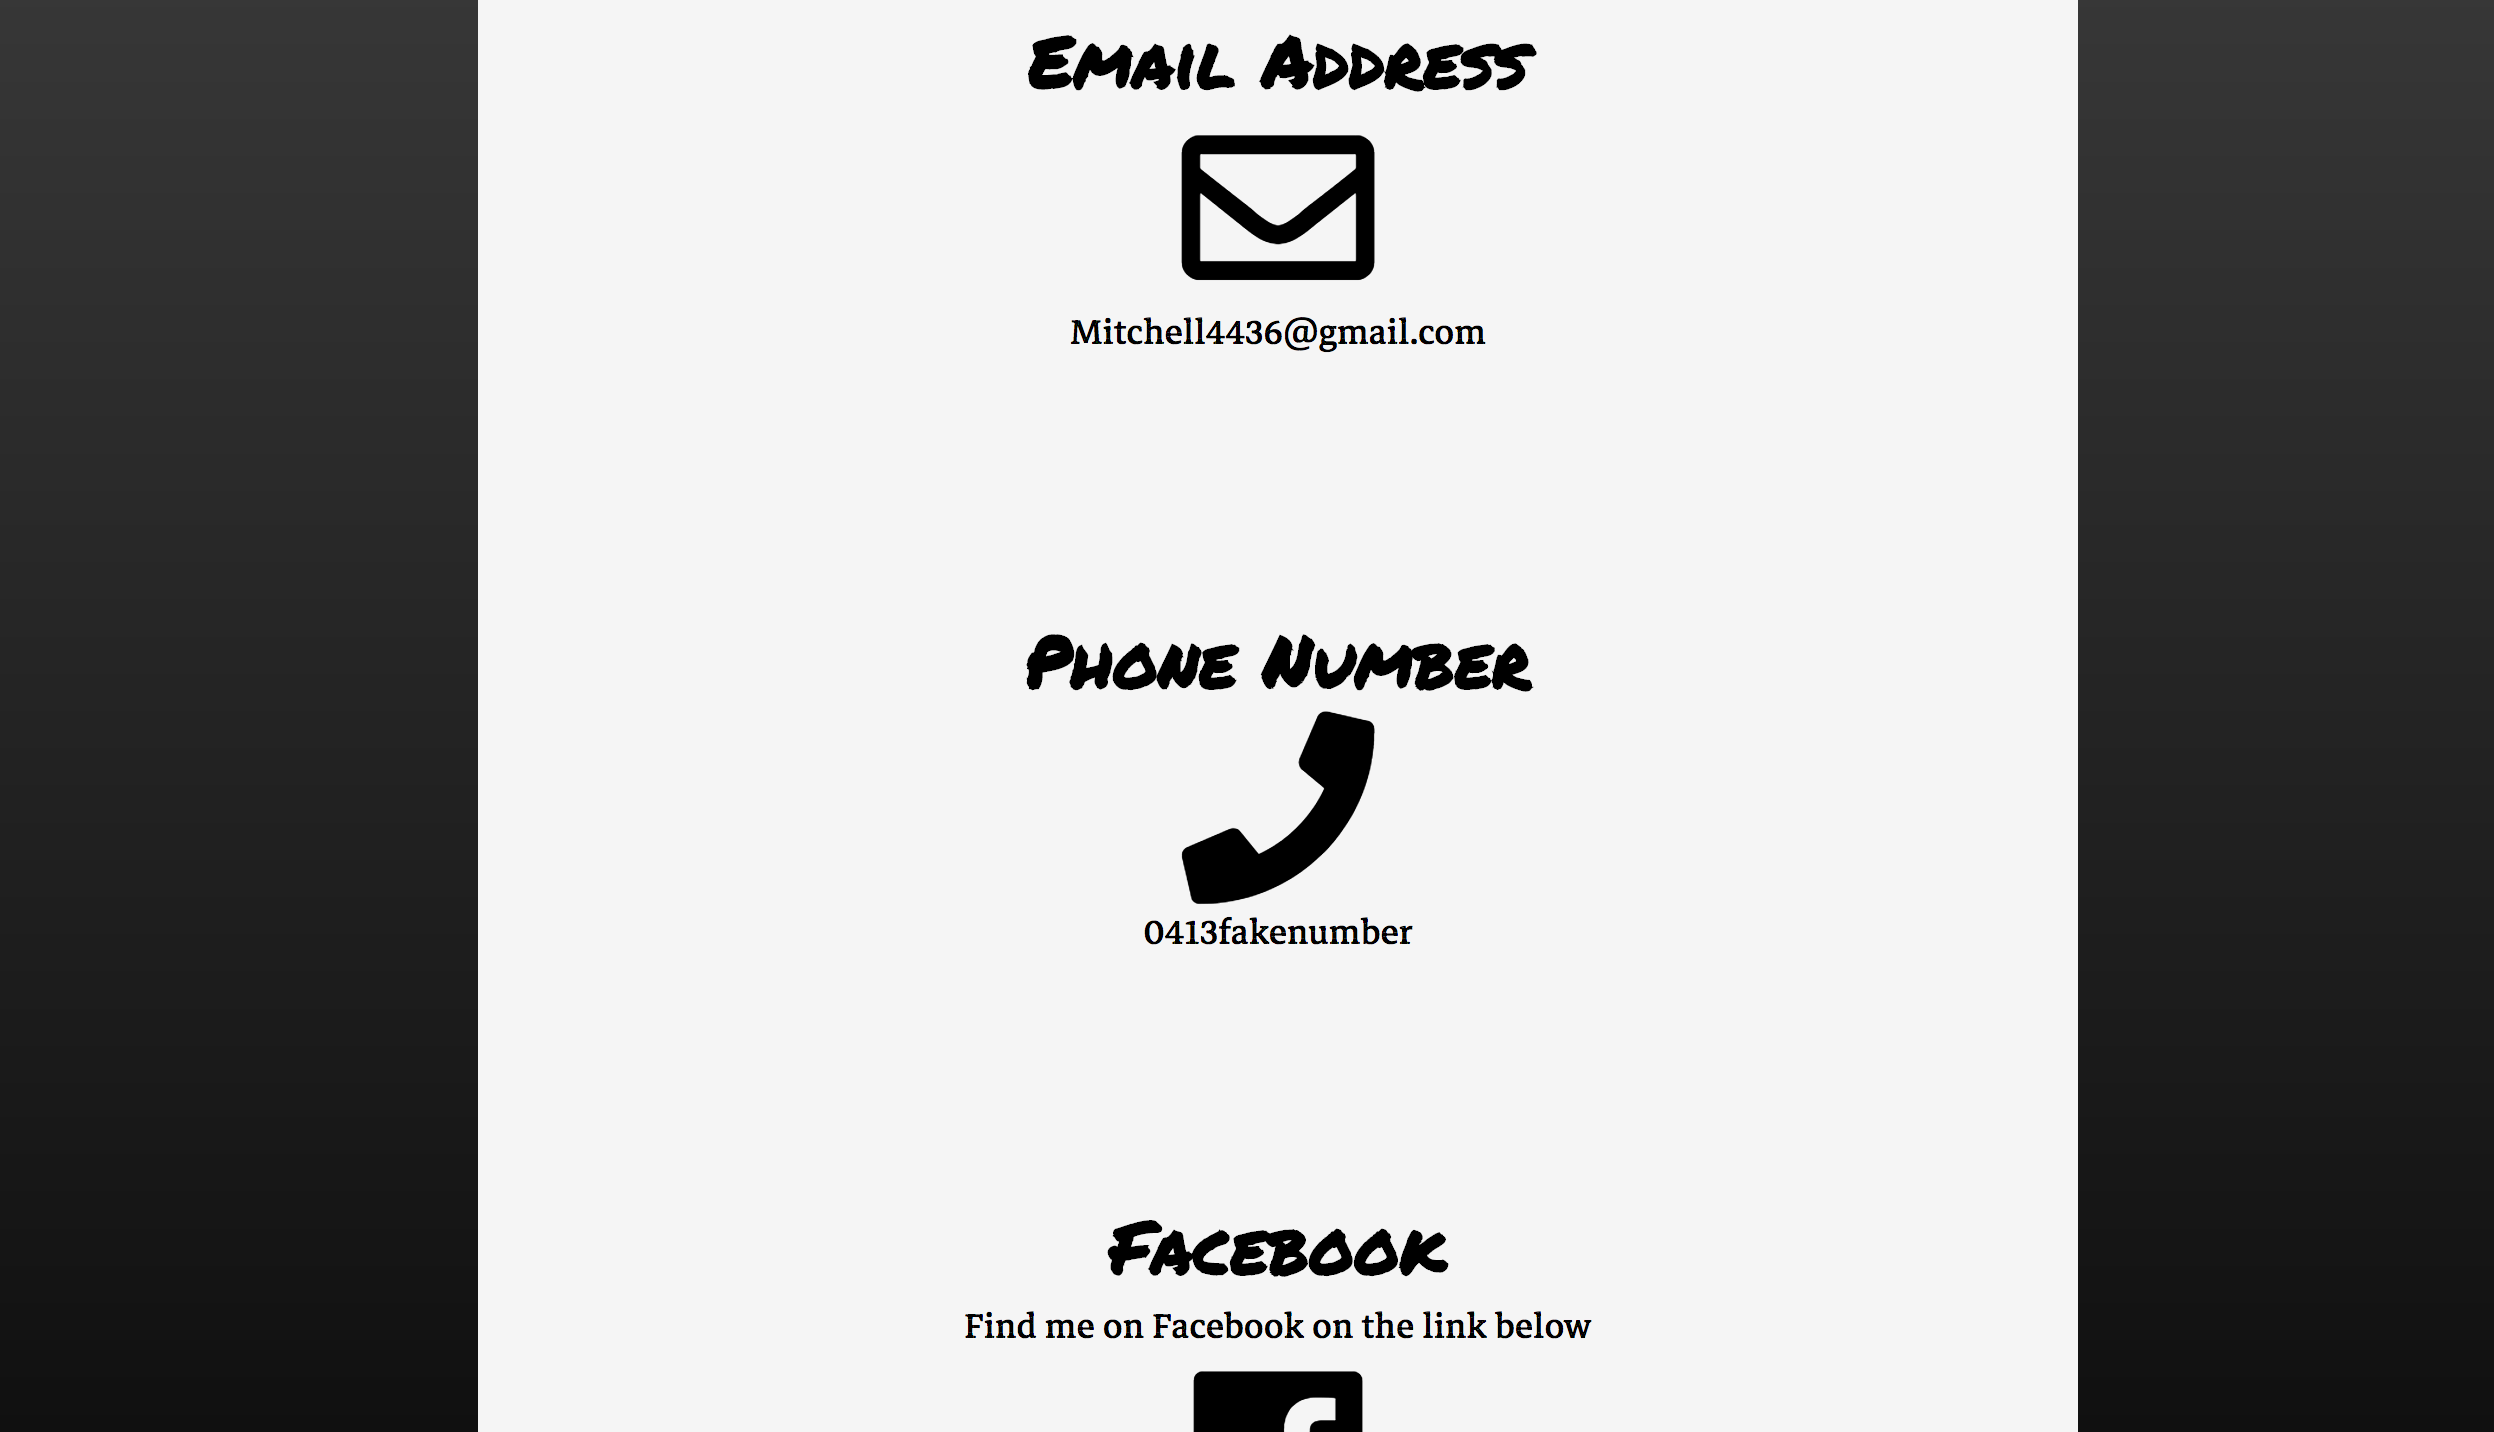 Email Address
Mitchell4436@gmail.com
Phone Number
0413fakenumber
Facebook
Find me on Facebook on the link below